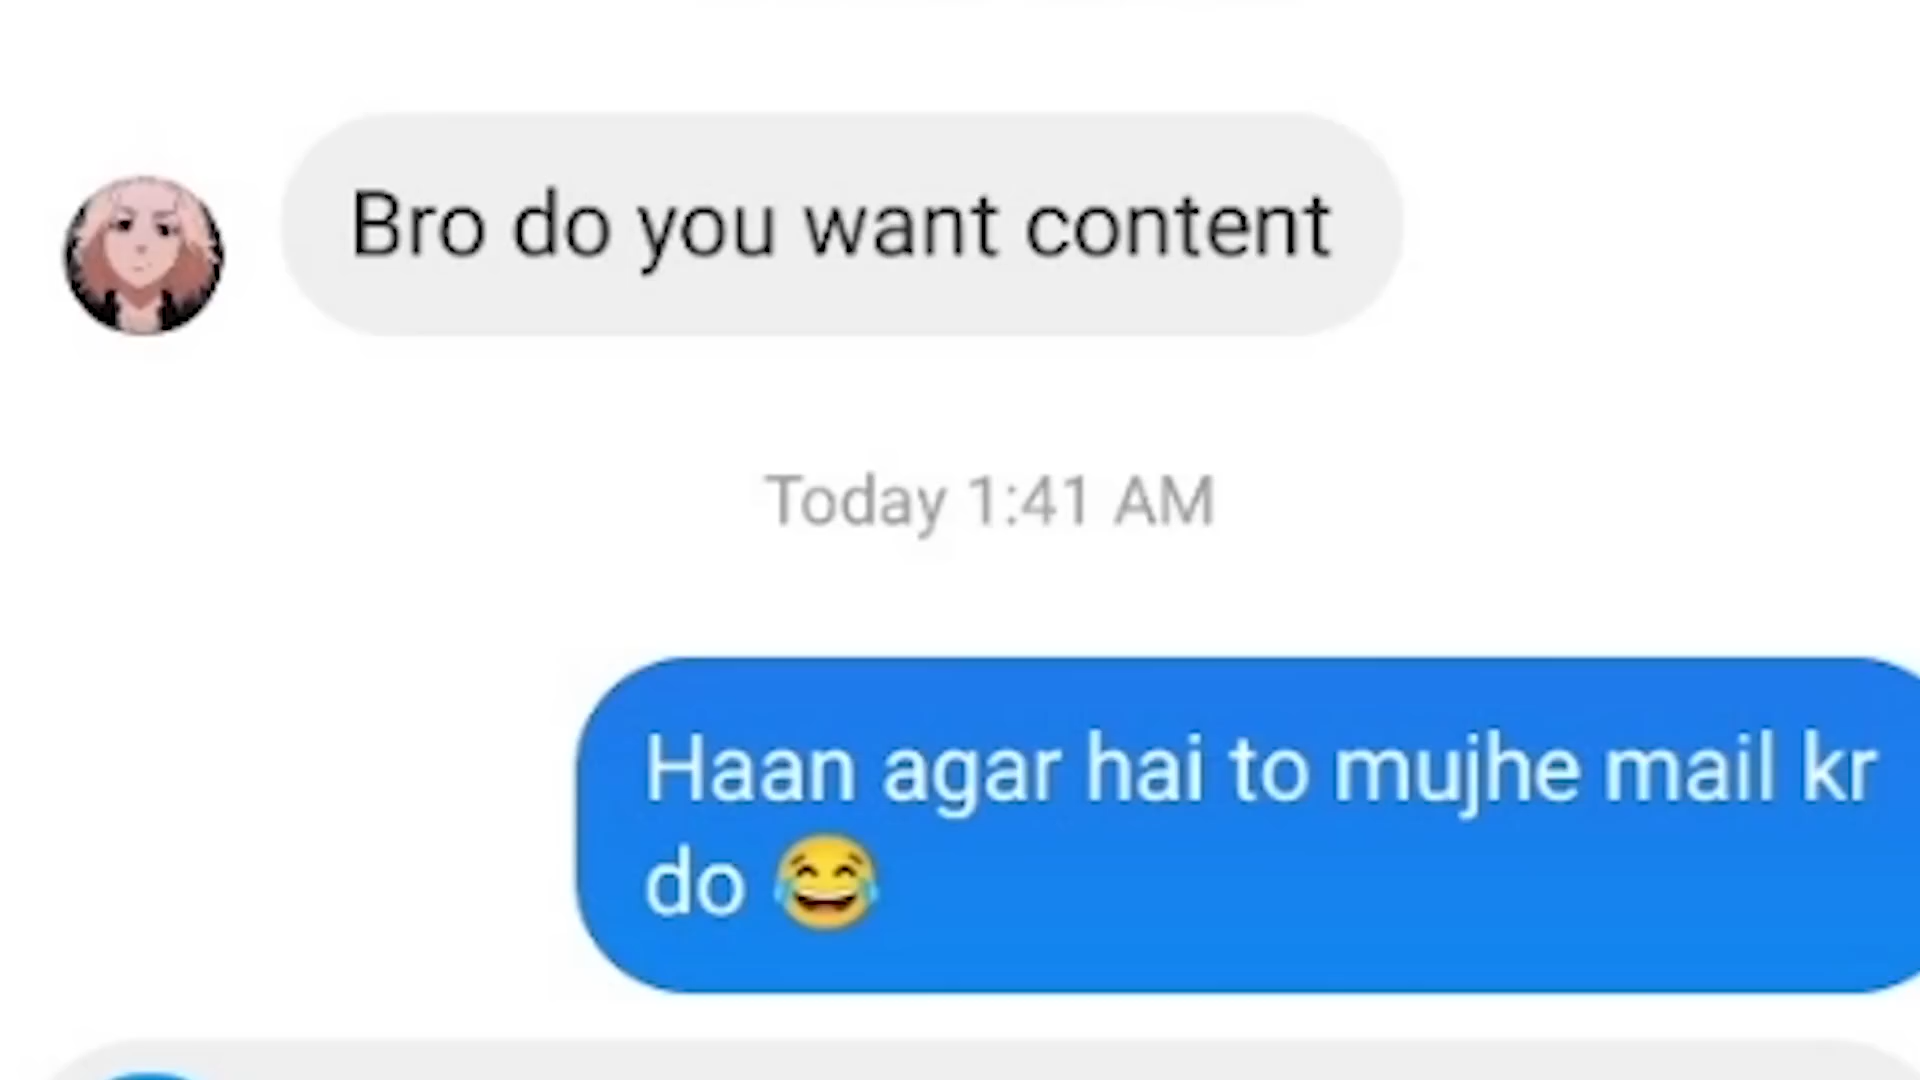 Bro do you want content
Today 1:41 AM
Haan agar hai to mujhe mail kr
do 😂